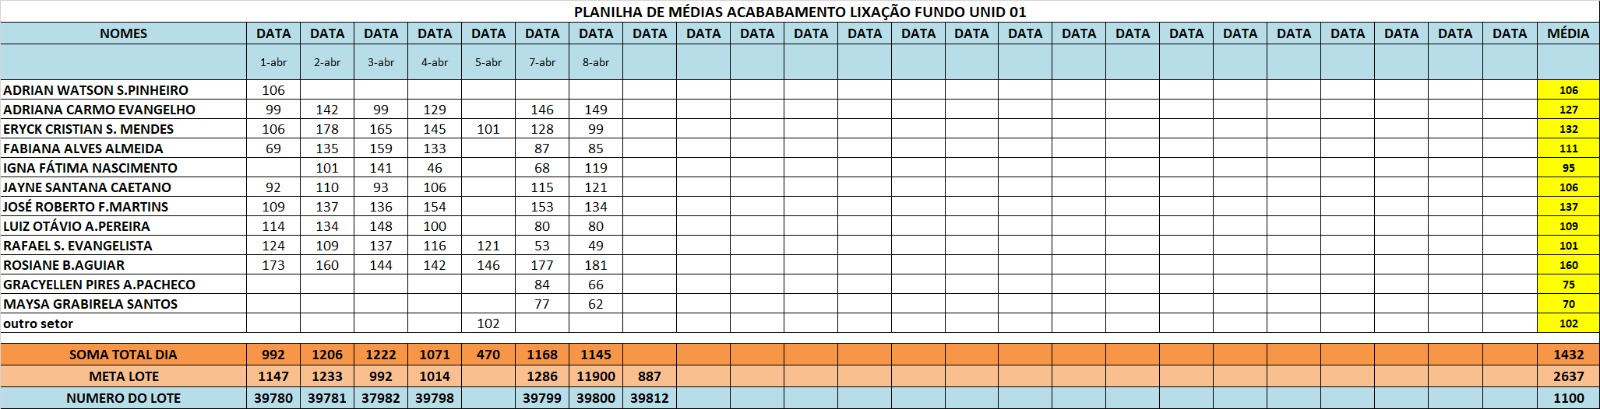 PLANILHA DE MÉDIAS ACABABAMENTO LIXAÇÃO FUNDO UNID 01
NOMES DATA DATA DATA DATA DATA DATA DATA DATA DATA DATA DATA DATA DATA DATA DATA DATA DATA DATA DATA DATA DATA DATA DATA DATA MÉDIA
1-abr 2-abr 3-abr 4-abr 5-abr 7-abr 8-abr
ADRIAN WATSON S.PINHEIRO 106 106
ADRIANA CARMO EVANGELHO 99 142 99 129 146 149 127
ERYCK CRISTIAN S. MENDES 106 178 165 145 101 128 99 132
FABIANA ALVES ALMEIDA 69 135 159 133 87 85 111
IGNA FÁTIMA NASCIMENTO 101 141 46 68 119 95
JAYNE SANTANA CAETANO 92 110 93 106 115 121 106
JOSÉ ROBERTO F.MARTINS 109 137 136 154 153 134 137
LUIZ OTÁVIO A.PEREIRA 114 134 148 100 80 80 109
RAFAEL S. EVANGELISTA 124 109 137 116 121 53 49 101
ROSIANE B.AGUIAR 173 160 144 142 146 177 181 160
GRACYELLEN PIRES A.PACHECO 84 66 75
MAYSA GRABIRELA SANTOS 77 62 70
outro setor 102 102
SOMA TOTAL DIA 992 1206 1222 1071 470 1168 1145 1432
META LOTE 1147 1233 992 1014 1286 11900 887 2637
NUMERO DO LOTE 39780 39781 37982 39798 39799 39800 39812 1100